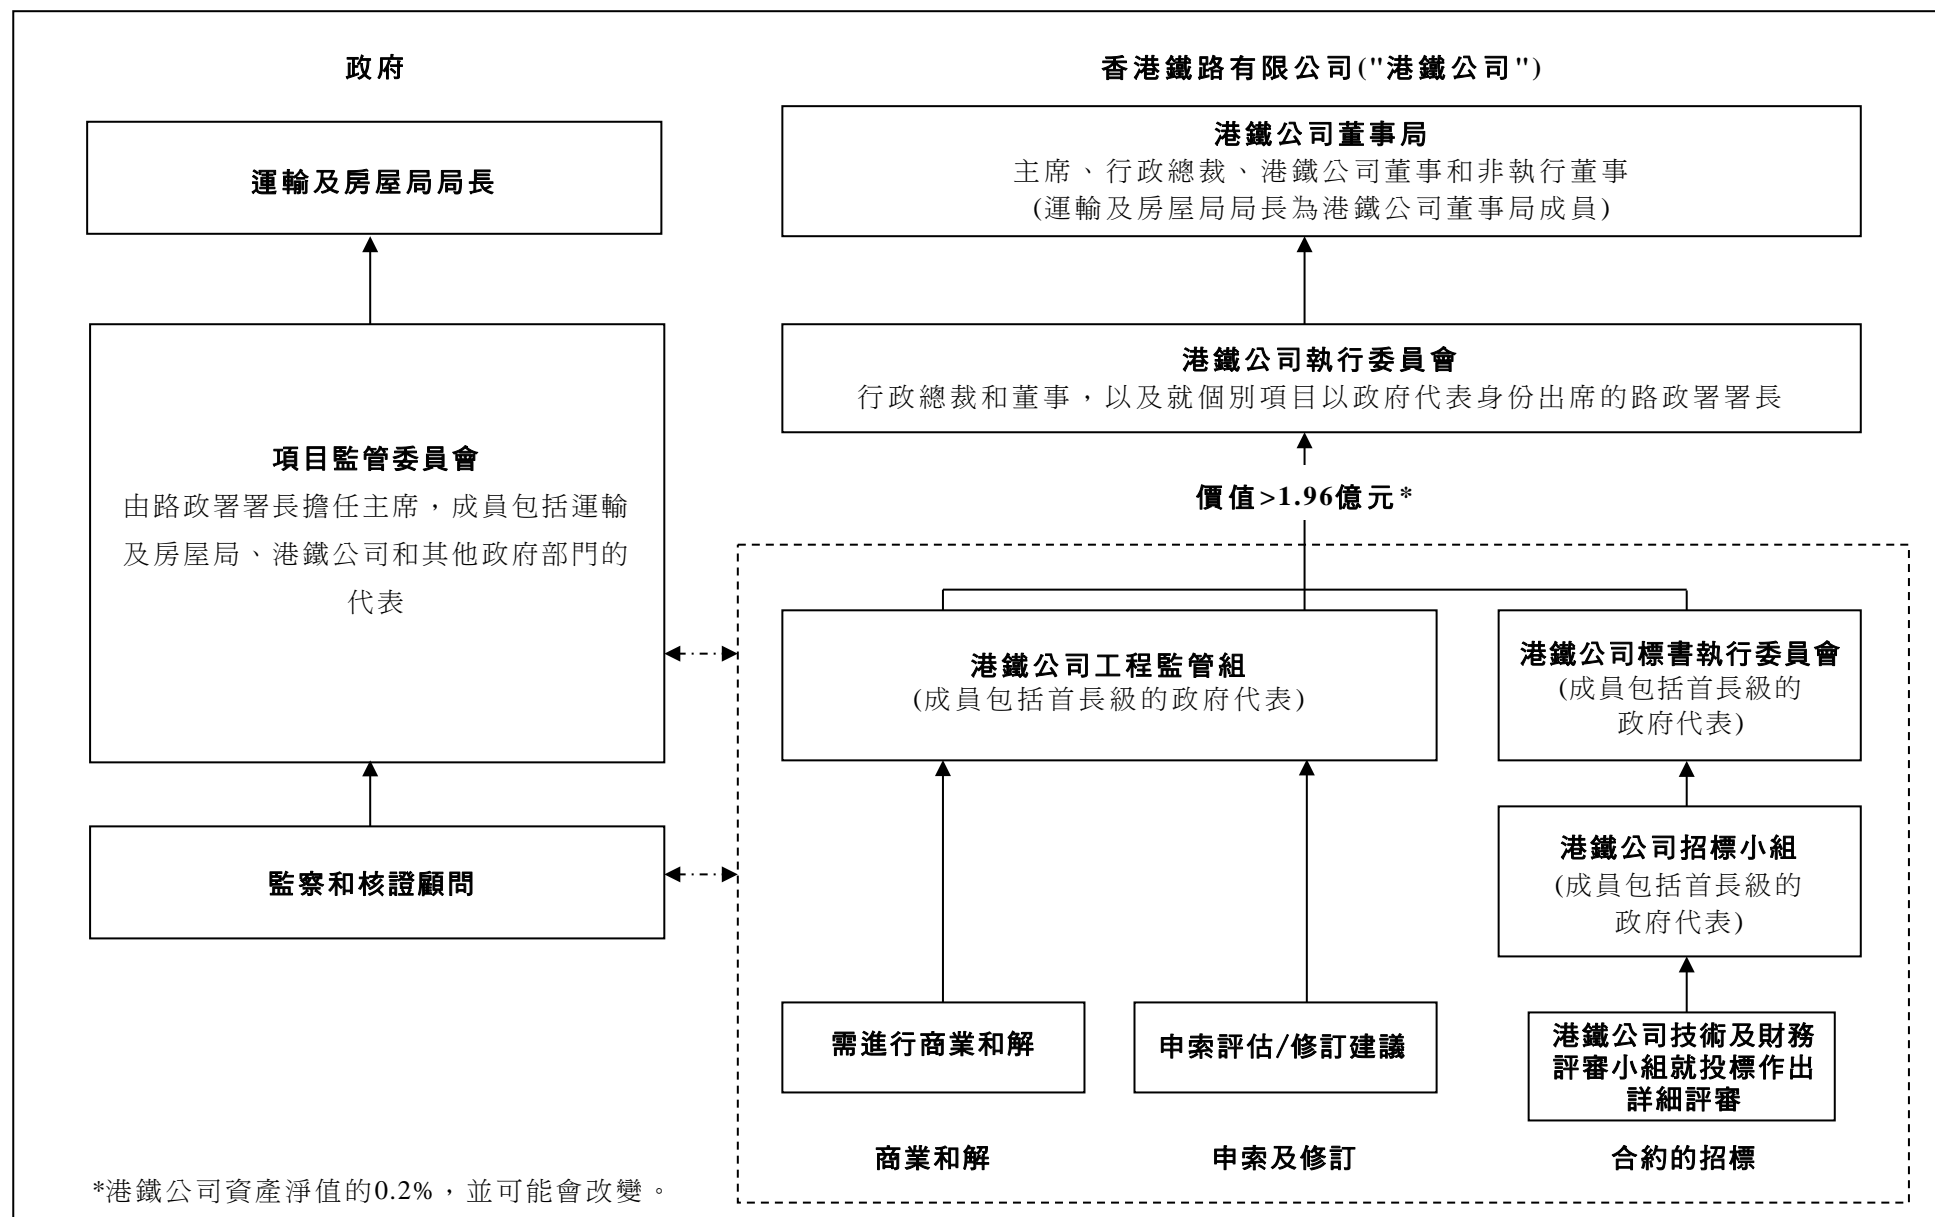 政府
運輸及房屋局局長
項目監管委員會
由路政署署長擔任主席，成員包括運輸
及房屋局、港鐵公司和其他政府部門的
代表
監察和核證顧問
香港鐵路有限公司("港鐵公司")
港鐵公司董事局
主席、行政總裁、港鐵公司董事和非執行董事
(運輸及房屋局局長為港鐵公司董事局成員)
港鐵公司執行委員會
行政總裁和董事，以及就個別項目以政府代表身份出席的路政署署長
價值>1.96億元*
港鐵公司工程監管組
(成員包括首長級的政府代表)
港鐵公司標書執行委員會
(成員包括首長級的
政府代表)
港鐵公司招標小組
(成員包括首長級的
政府代表)
需進行商業和解
申索評估/修訂建議
港鐵公司技術及財務
評審小組就投標作出
詳細評審
商業和解
申索及修訂
合約的招標
*港鐵公司資產淨值的0.2%，並可能會改變。